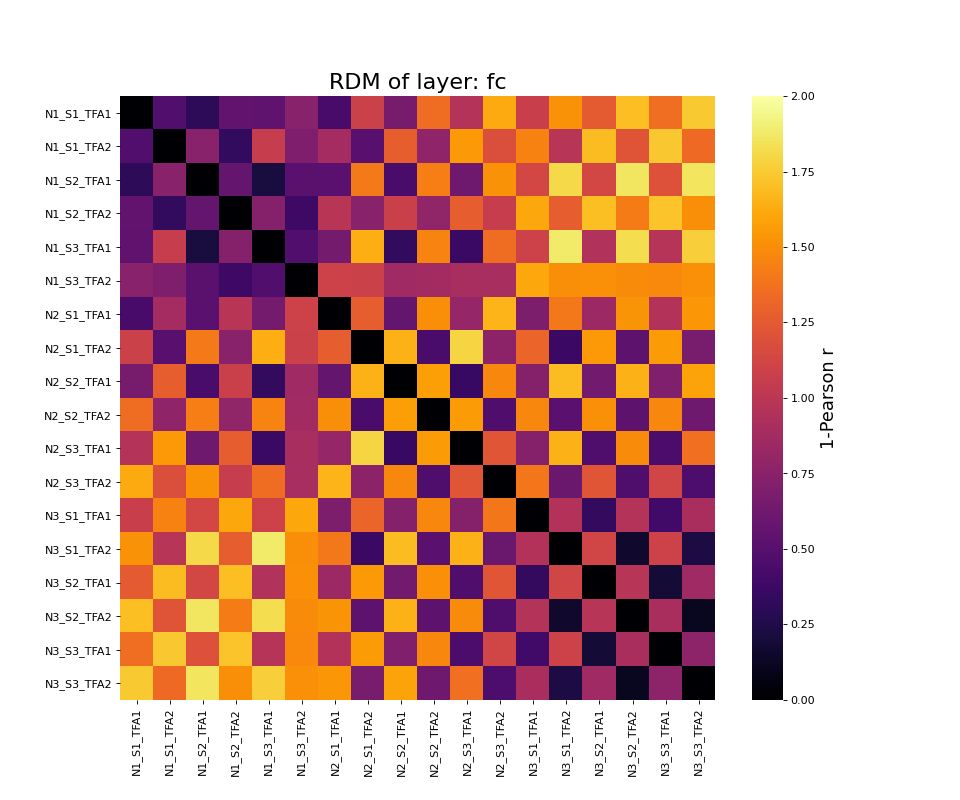 RDM of layer: fc
N1_S1_TFA1
N1_S1_TFA2
N1_S2_TFA1
N1_S2_TFA2
N1_S3_TFA1
N1_S3_TFA2
N2_S1_TFA1
N2_S1_TFA2
N2_S2_TFA1
N2_S2_TFA2
N2_S3_TFA1
N2_S3_TFA2
N3_S1_TFA1
N3_S1_TFA2
N3_S2_TFA1
N3_S2_TFA2
N3_S3_TFA1
N3_S3_TFA2
N1_S1_TFA1
N1_S1_TFA2
N1_S2_TFA1
N1_S2_TFA2
N1_S3_TFA1
N1_S3_TFA2
N2_S1_TFA1
N2_S1_TFA2
N2_S2_TFA1
N2_S2_TFA2
N2_S3_TFA1
N2_S3_TFA2
N3_S1_TFA1
N3_S1_TFA2
N3_S2_TFA1
N3_S2_TFA2
N3_S3_TFA1
N3_S3_TFA2
2.00
1.75
1.50
1.25
1.00
0.75
0.50
0.25
0.00
1-Pearson r